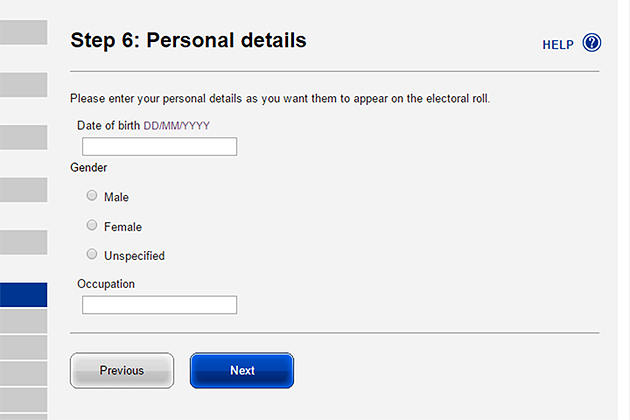 Step 6: Personal details
HELP ?
Please enter your personal details as you want them to appear on the electoral roll.
Date of birth DD/MM/YYYY
Gender
Male
Female
Unspecified
Occupation
Previous
Next